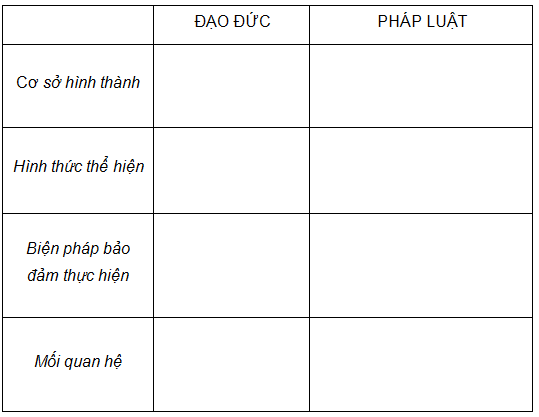 ĐẠO ĐỨC PHÁP LUẬT
Cơ sở hình thành
Hình thức thể hiện
Biện pháp bảo
đảm thực hiện
Mối quan hệ